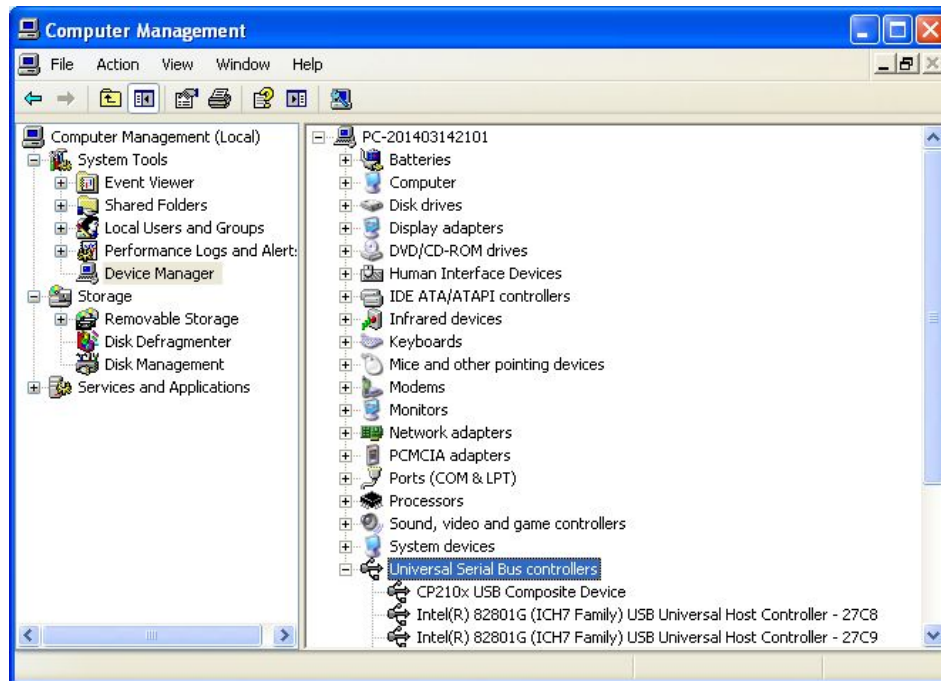 Computer Management
File Action View Window Help
Computer Management (Local)
System Tools
Event Viewer
Shared Folders
Local Users and Groups
Performance Logs and Alert:
Device Manager
Storage
Removable Storage
Disk Defragmenter
Disk Management
Services and Applications
PC-201403142101
Batteries
Computer
Disk drives
Display adapters
DVD/CD-ROM drives
Human Interface Devices
IDE ATA/ATAPI controllers
Infrared devices
Keyboards
Mice and other pointing devices
Modems
Monitors
Network adapters
PCMCIA adapters
Ports (COM & LPT)
Processors
Sound, video and game controllers
System devices
Universal Serial Bus controllers
CP210x USB Composite Device
Intel(R) 82801G (ICH7 Family) USB Universal Host Controller - 27C8
Intel(R) 82801G (ICH7 Family) USB Universal Host Controller - 27C9